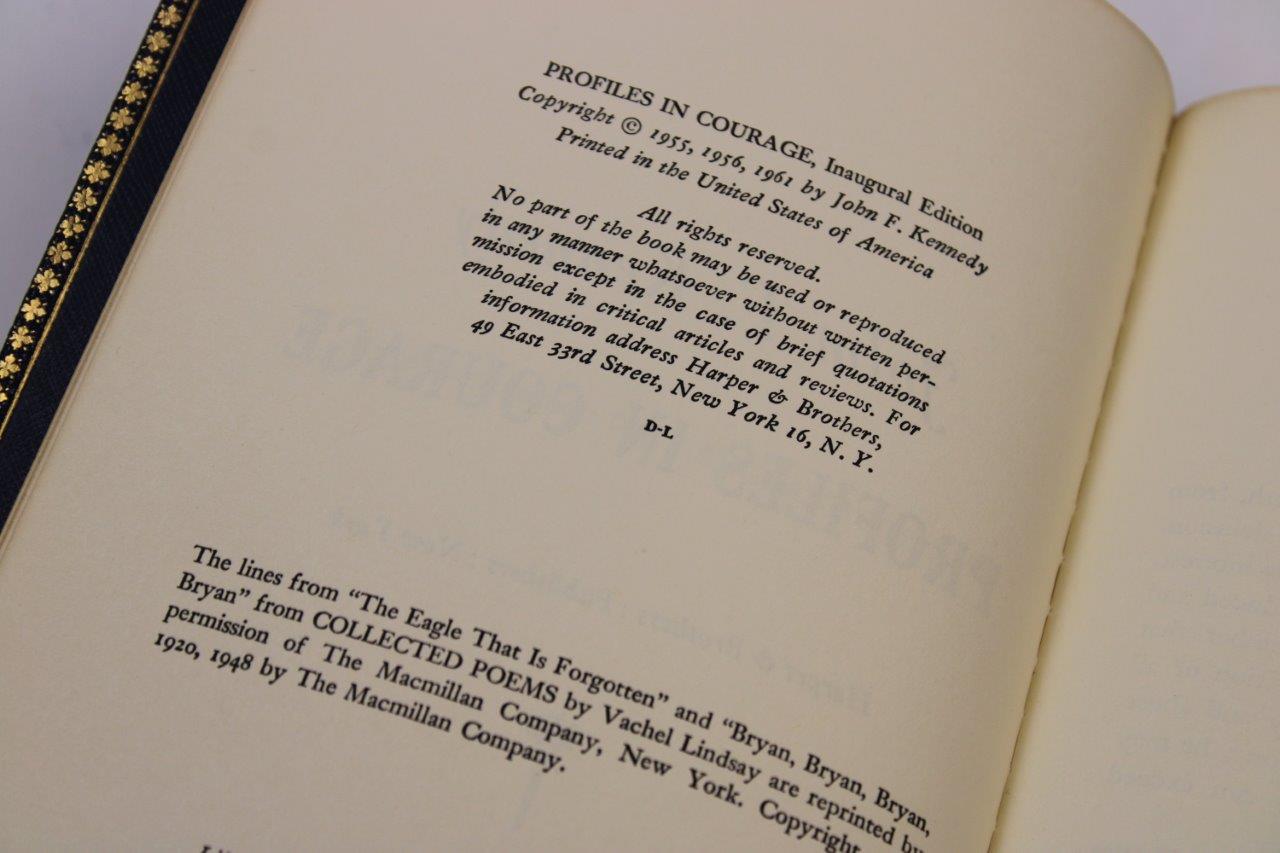 PROFILES IN COURAGE, Inaugural Edition
Copyright © 1955, 1956, 1961 by John F. Kennedy
Printed in the United States of America
All rights reserved.
No part of the book may be used or reproduced
in any manner whatsoever without written per-
mission except in the case of brief quotations
embodied in critical articles and reviews. For
information address Harper & Brothers,
49 East 33rd Street, New York 16, N. Y.
D-L
The lines from “The Eagle That Is Forgotten” and “Bryan, Bryan, Bryan,
Bryan” from COLLECTED POEMS by Vachel Lindsay are reprinted by
permission of The Macmillan Company, New York. Copyright
1920, 1948 by The Macmillan Company.